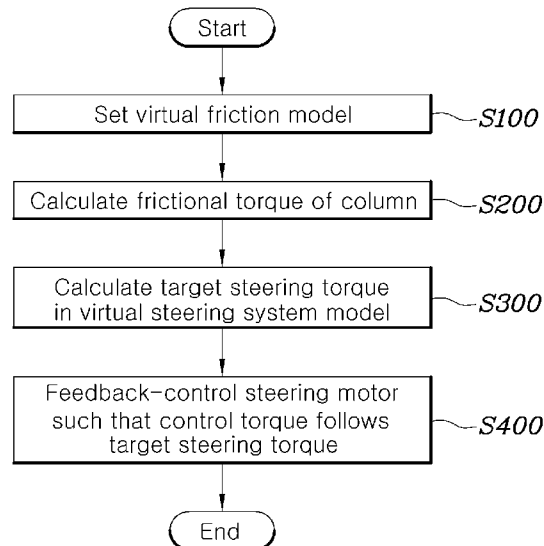 Start
Set virtual friction model
S100
Calculate frictional torque of column
S200
Calculate target steering torque
in virtual steering system model
S300
Feedback-control steering motor
such that control torque follows
target steering torque
S400
End